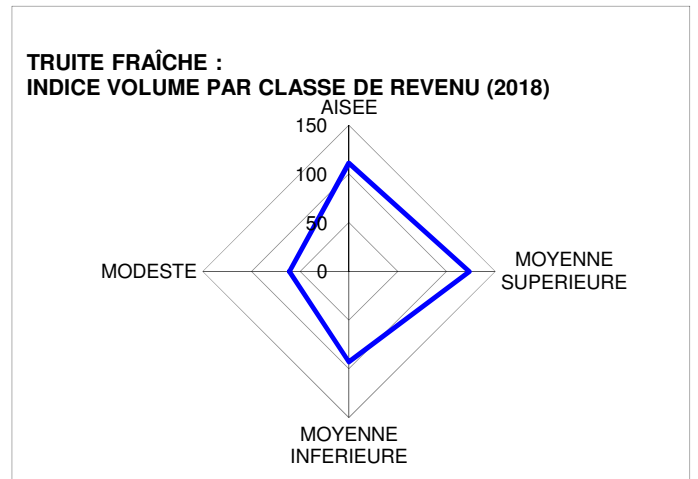 TRUITE FRAÎCHE :
INDICE VOLUME PAR CLASSE DE REVENU (2018)
AISEE
150
100
50
0
MODESTE
MOYENNE
SUPERIEURE
MOYENNE
INFERIEURE